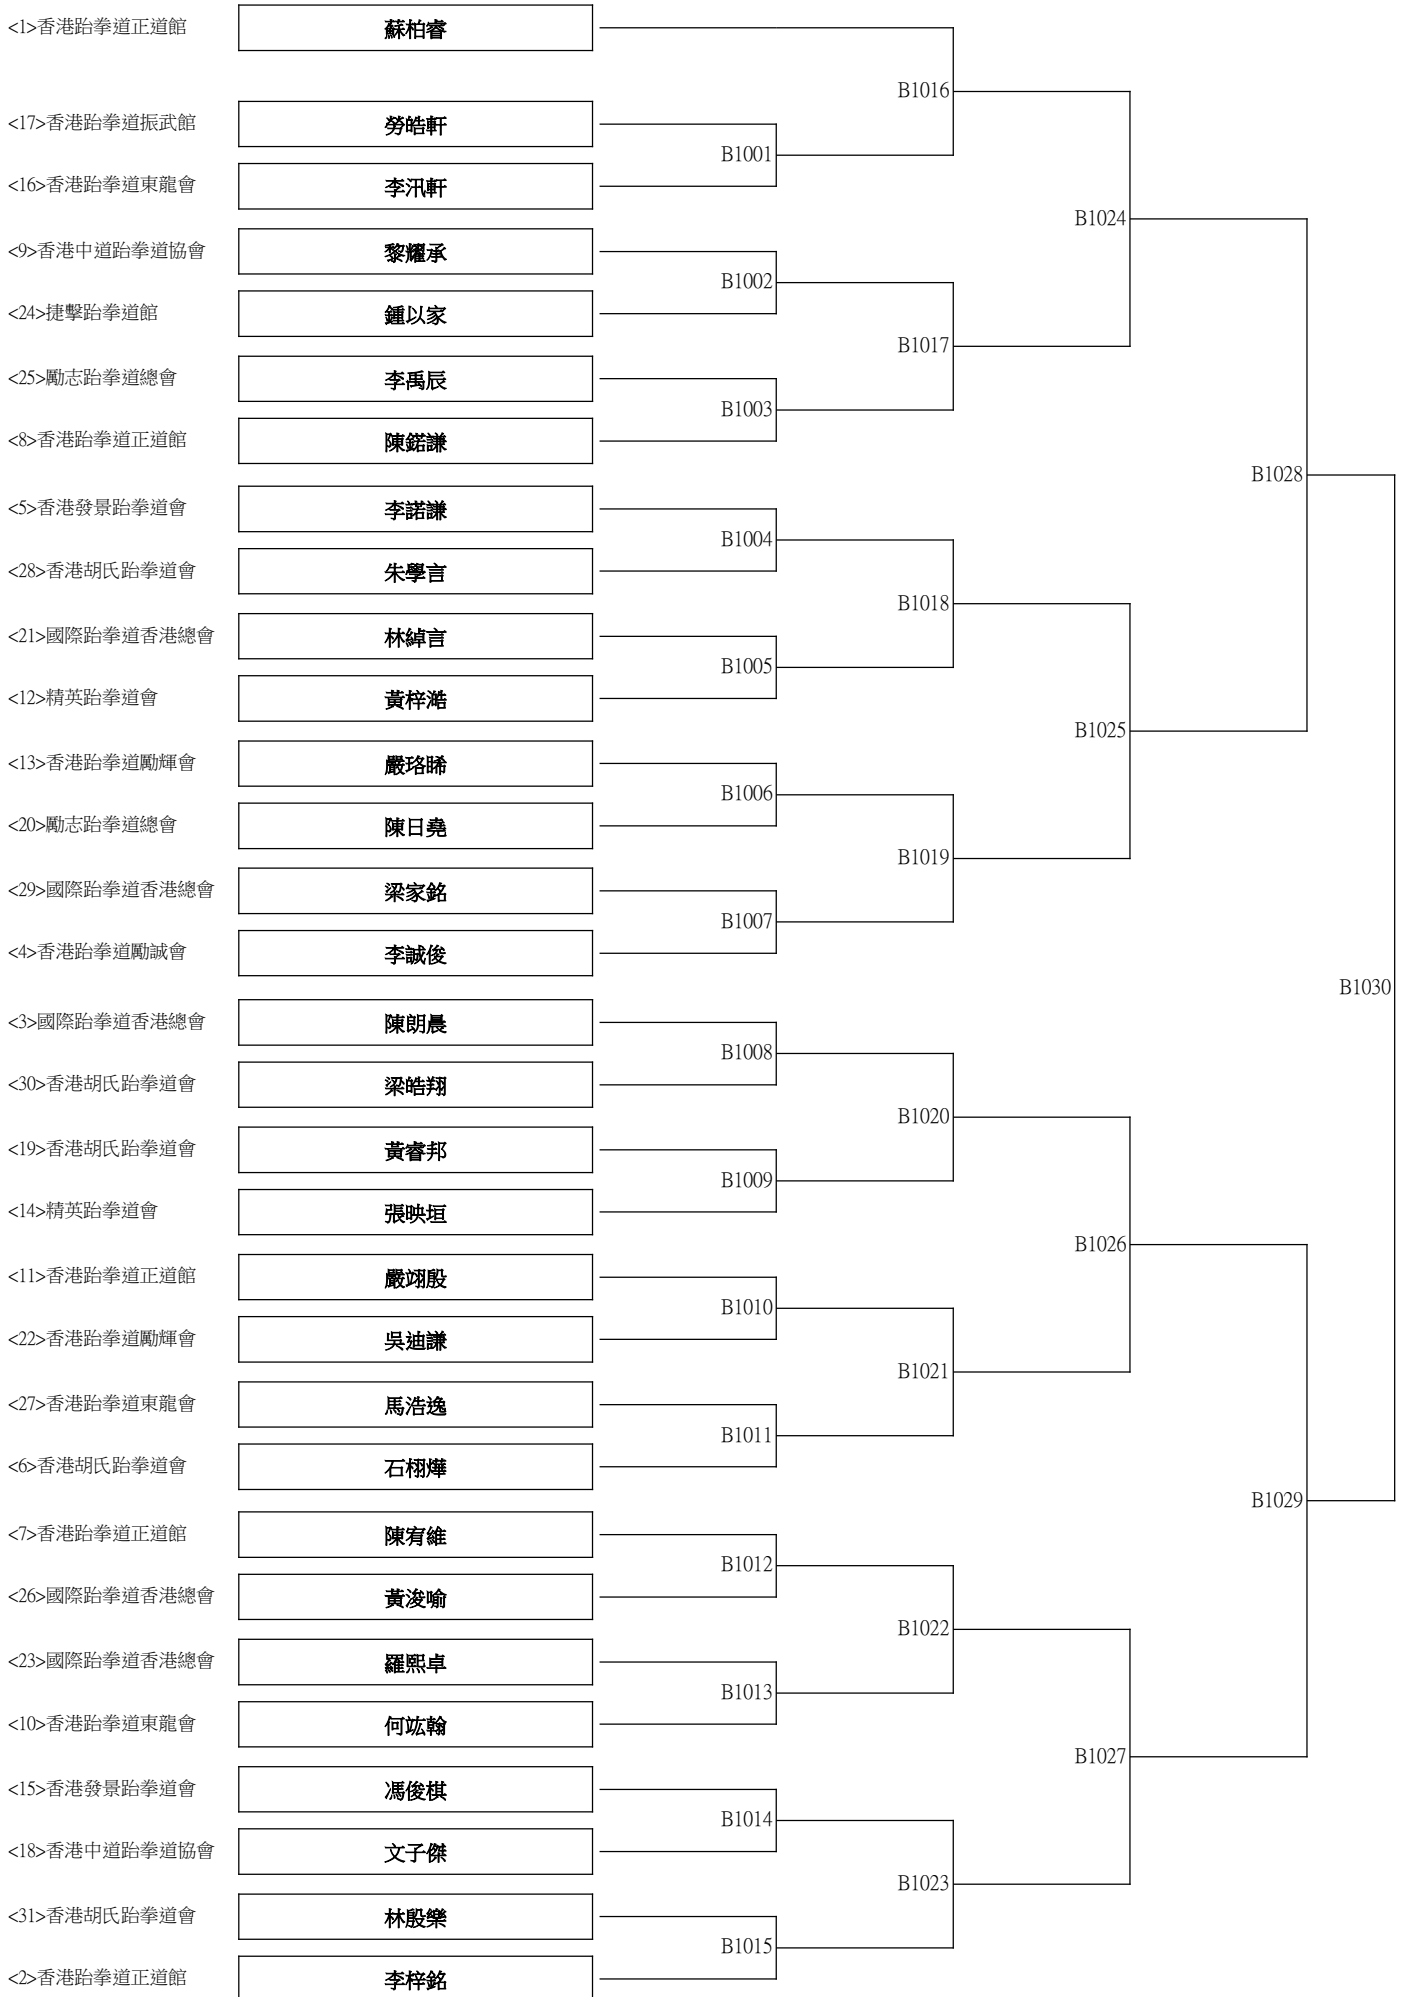 <1>香港跆拳道正道館 蘇柏睿
B1016
<17>香港跆拳道振武館 勞皓軒
B1001
<16>香港跆拳道東龍會 李汛軒
B1024
<9>香港中道跆拳道協會 黎耀承
B1002
<24>捷擊跆拳道館 鍾以家
B1017
<25>勵志跆拳道總會 李禹辰
B1003
<8>香港跆拳道正道館 陳鍩謙
B1028
<5>香港發景跆拳道會 李諾謙
B1004
<28>香港胡氏跆拳道會 朱學言
B1018
<21>國際跆拳道香港總會 林綽言
B1005
<12>精英跆拳道會 黃梓澔
B1025
<13>香港跆拳道勵輝會 嚴珞晞
B1006
<20>勵志跆拳道總會 陳日堯
B1019
<29>國際跆拳道香港總會 梁家銘
B1007
<4>香港跆拳道勵誠會 李誠俊
B1030
<3>國際跆拳道香港總會 陳朗晨
B1008
<30>香港胡氏跆拳道會 梁皓翔
B1020
<19>香港胡氏跆拳道會 黃睿邦
B1009
<14>精英跆拳道會 張映垣
B1026
<11>香港跆拳道正道館 嚴翊殷
B1010
<22>香港跆拳道勵輝會 吳迪謙
B1021
<27>香港跆拳道東龍會 馬浩逸
B1011
<6>香港胡氏跆拳道會 石栩燁
B1029
<7>香港跆拳道正道館 陳宥維
B1012
<26>國際跆拳道香港總會 黃浚喻
B1022
<23>國際跆拳道香港總會 羅熙卓
B1013
<10>香港跆拳道東龍會 何竑翰
B1027
<15>香港發景跆拳道會 馮俊棋
B1014
<18>香港中道跆拳道協會 文子傑
B1023
<31>香港胡氏跆拳道會 林殷樂
B1015
<2>香港跆拳道正道館 李梓銘